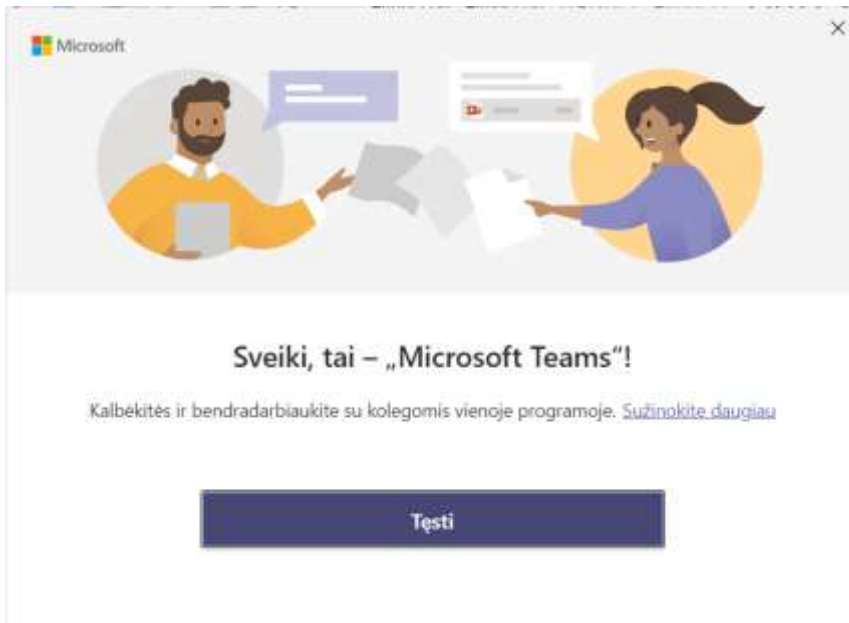 Microsoft
Sveiki, tai – „Microsoft Teams“!
Kalbėkitės ir bendradarbiaukite su kolegomis vienoje programoje. Sužinokite daugiau
Tęsti